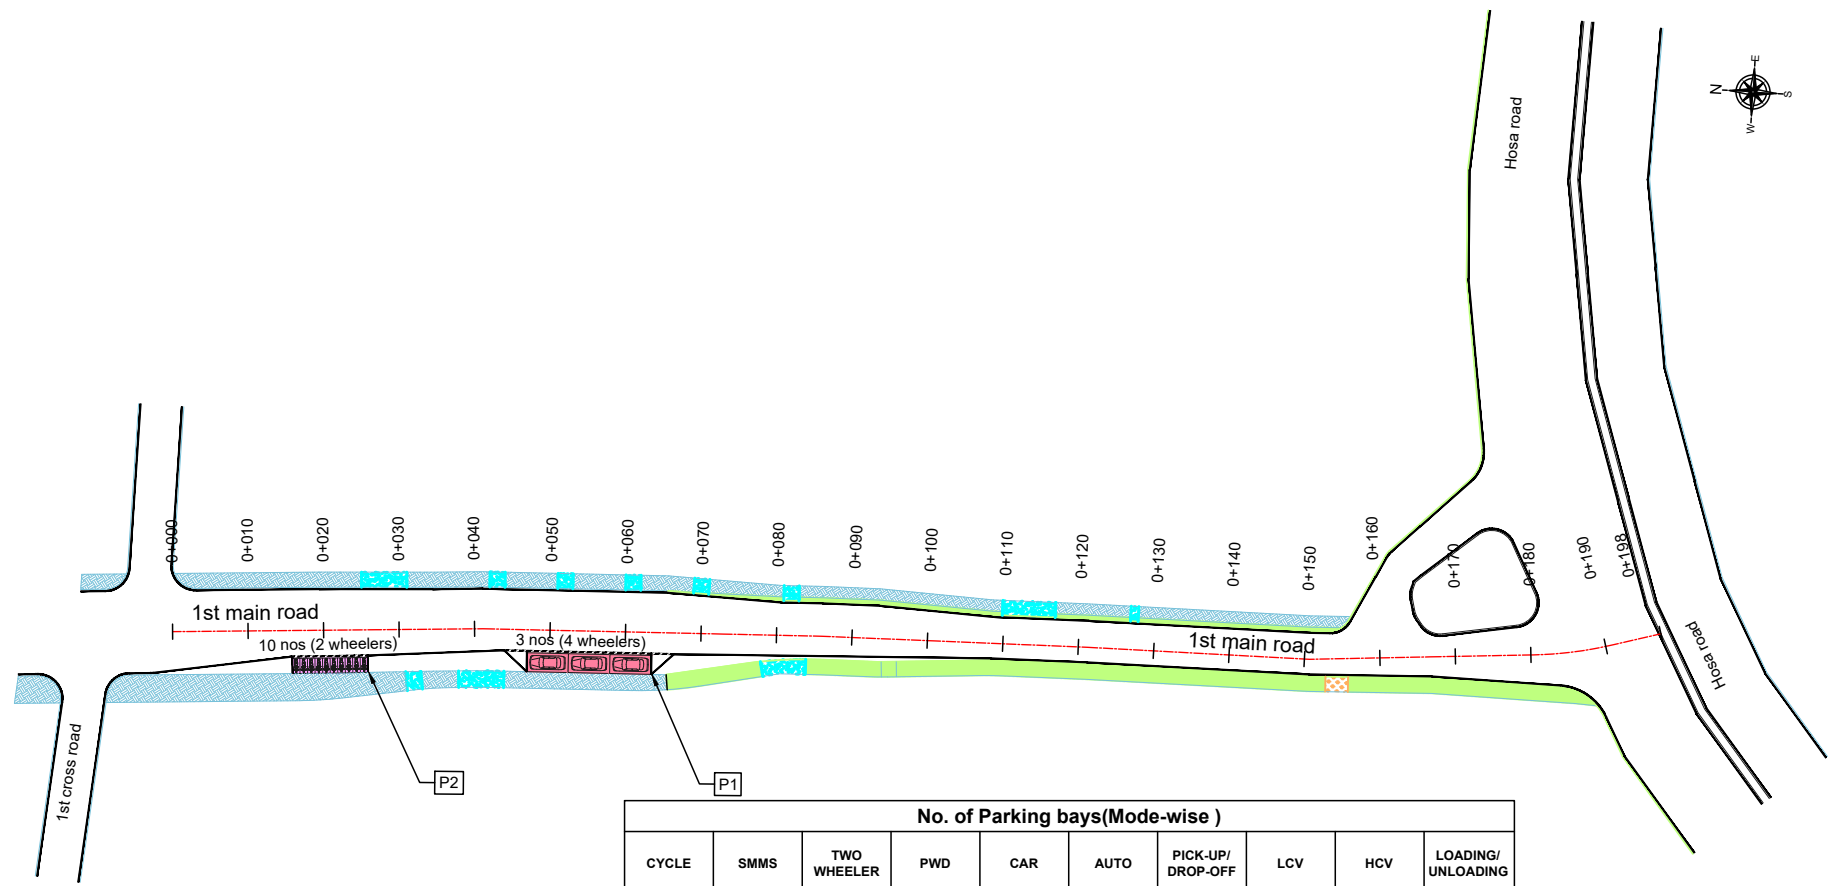 Hosa road
E
N
S
W
0+000
0+010
0+020
0+030
0+040
0+050
0+060
0+070
0+080
0+090
0+100
0+110
0+120
0+130
0+140
0+150
0+160
0+170
0+180
0+190
0+198
1st main road
10 nos (2 wheelers)
3 nos (4 wheelers)
1st main road
Hosa road
1st cross road
P2
P1
No. of Parking bays(Mode-wise )
CYCLE
SMMS
TWO
WHEELER
PWD
CAR
AUTO
PICK-UP/
DROP-OFF
LCV
HCV
LOADING/
UNLOADING